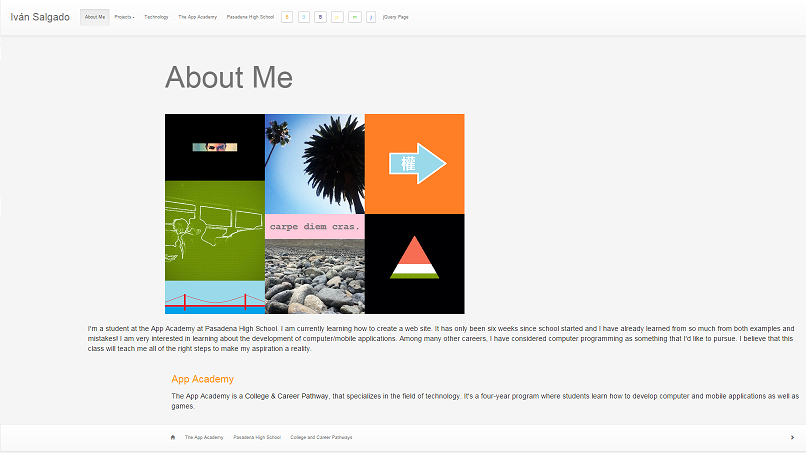 Iván Salgado About Me Projects Technology The App Academy Pasadena High School 6 5 B m j jQuery Page
About Me
權
carpe diem cras.
I'm a student at the App Academy at Pasadena High School. I am currently learning how to create a web site. It has only been six weeks since school started and I have already learned from so much from both examples and
mistakes! I am very interested in learning about the development of computer/mobile applications. Among many other careers, I have considered computer programming as something that I'd like to pursue. I believe that this
class will teach me all of the right steps to make my aspiration a reality.
App Academy
The App Academy is a College & Career Pathway, that specializes in the field of technology. It's a four-year program where students learn how to develop computer and mobile applications as well as
games.
The App Academy Pasadena High School College and Career Pathways